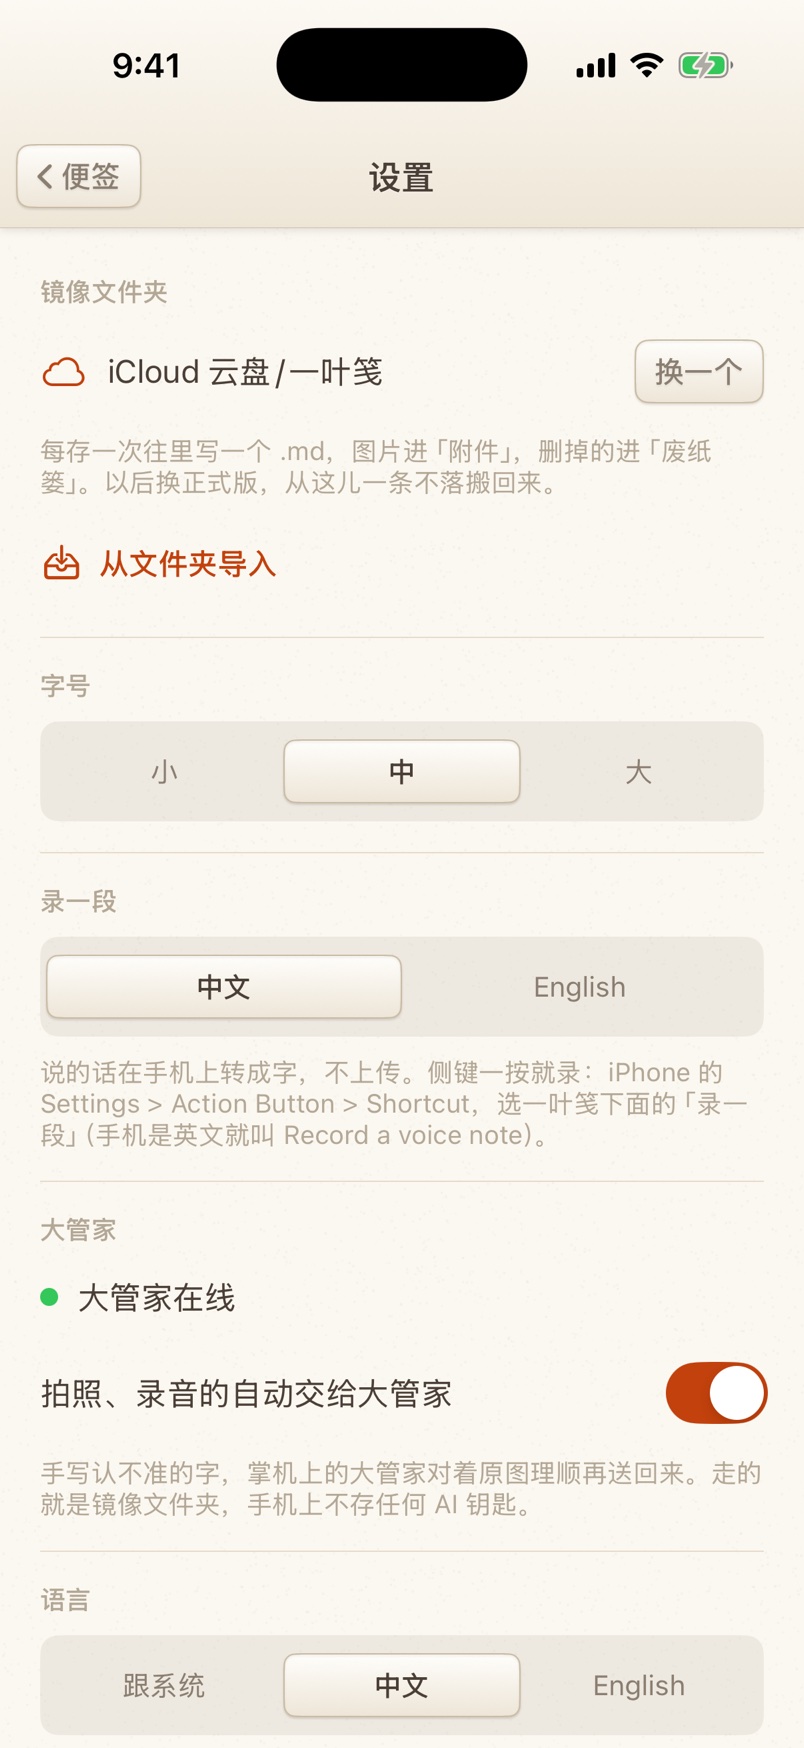 9:41
便签
设置
镜像文件夹
iCloud 云盘/一叶笺
换一个
每存一次往里写一个 .md，图片进「附件」，删掉的进「废纸
篓」。以后换正式版，从这儿一条不落搬回来。
从文件夹导入
字号
小
中
大
录一段
中文
English
说的话在手机上转成字，不上传。侧键一按就录：iPhone 的
Settings > Action Button > Shortcut，选一叶笺下面的「录一
段」（手机是英文就叫 Record a voice note）。
大管家
大管家在线
拍照、录音的自动交给大管家
手写认不准的字，掌机上的大管家对着原图理顺再送回来。走的
就是镜像文件夹，手机上不存任何 AI 钥匙。
语言
跟系统
中文
English